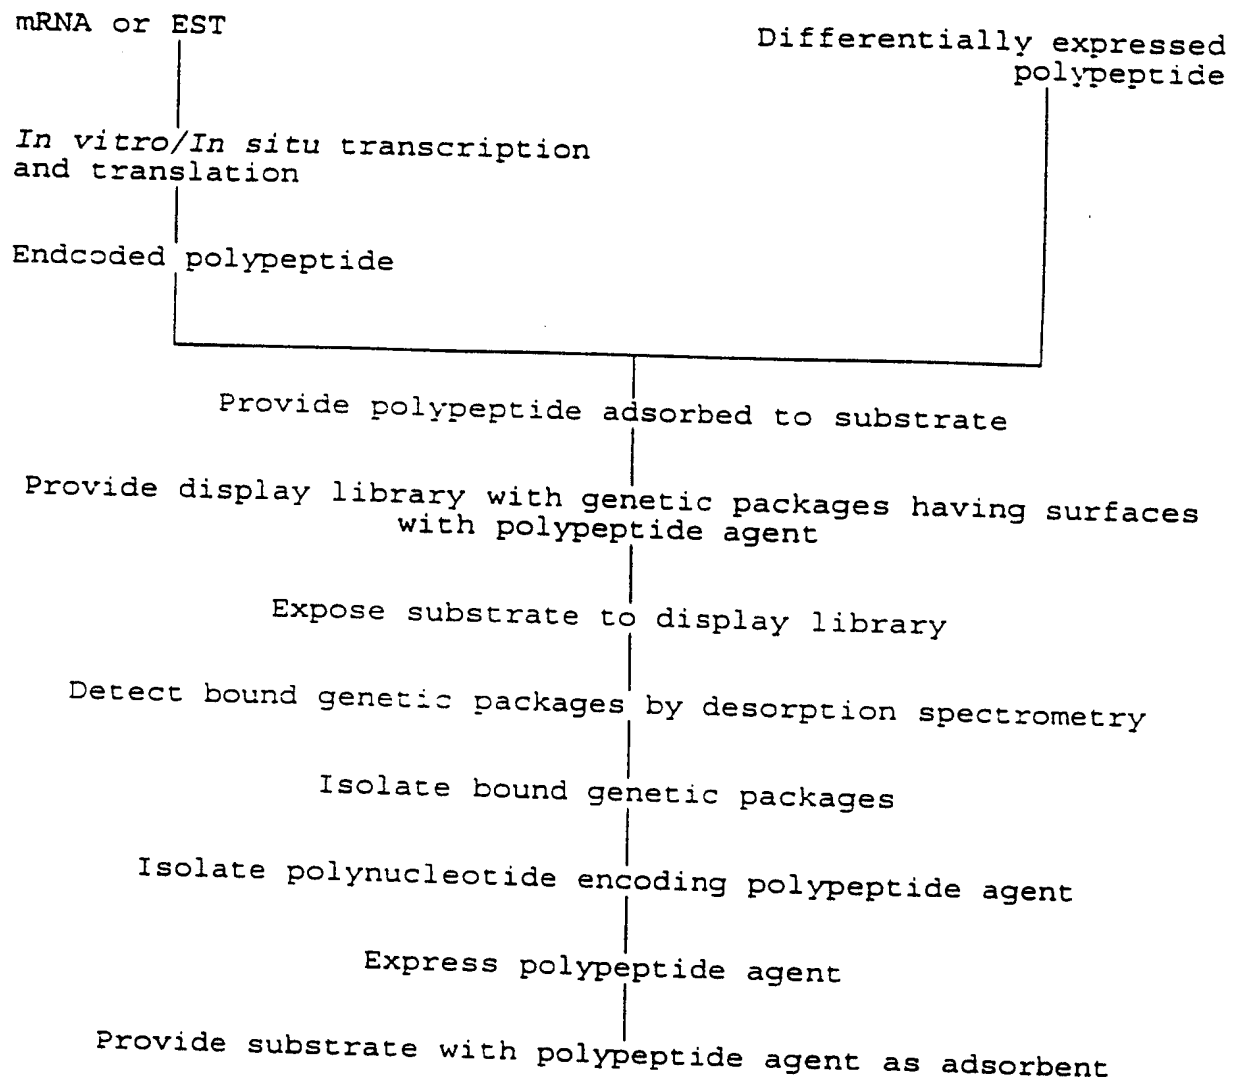 mRNA or EST
Differentially expressed
polypeptide
In vitro/In situ transcription
and translation
Endcoded polypeptide
Provide polypeptide adsorbed to substrate
Provide display library with genetic packages having surfaces
with polypeptide agent
Expose substrate to display library
Detect bound genetic packages by desorption spectrometry
Isolate bound genetic packages
Isolate polynucleotide encoding polypeptide agent
Express polypeptide agent
Provide substrate with polypeptide agent as adsorbent